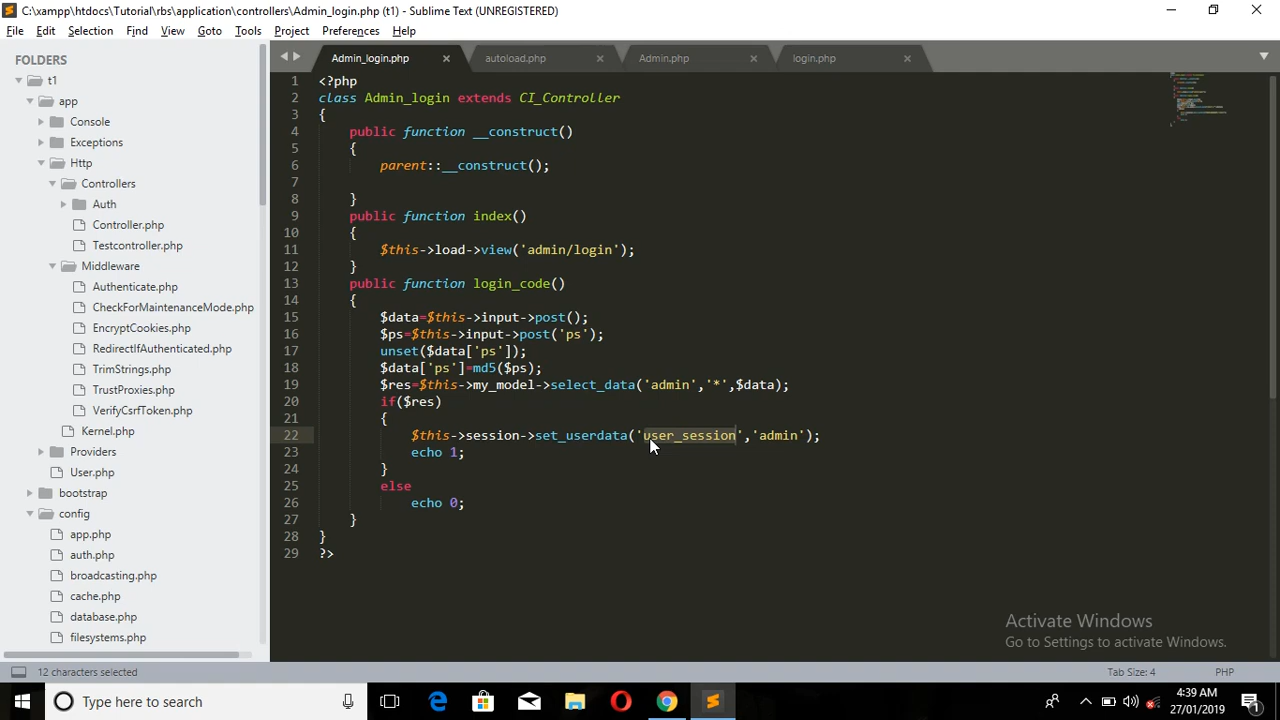 C:\xampp\htdocs\Tutorial\rbs\application\controllers\Admin_login.php (t1) - Sublime Text (UNREGISTERED)
File Edit Selection Find View Goto Tools Project Preferences Help
FOLDERS
t1
app
Console
Exceptions
Http
Controllers
Auth
Controller.php
Testcontroller.php
Middleware
Authenticate.php
CheckForMaintenanceMode.php
EncryptCookies.php
RedirectIfAuthenticated.php
TrimStrings.php
TrustProxies.php
VerifyCsrfToken.php
Kernel.php
Providers
User.php
bootstrap
config
app.php
auth.php
broadcasting.php
cache.php
database.php
filesystems.php
Admin_login.php autoload.php Admin.php login.php
1 <?php
2 class Admin_login extends CI_Controller
3 {
4 public function __construct()
5 {
6 parent::__construct();
7
8 }
9 public function index()
10 {
11 $this->load->view('admin/login');
12 }
13 public function login_code()
14 {
15 $data=$this->input->post();
16 $ps=$this->input->post('ps');
17 unset($data['ps']);
18 $data['ps']=md5($ps);
19 $res=$this->my_model->select_data('admin','*',$data);
20 if($res)
21 {
22 $this->session->set_userdata('user_session','admin');
23 echo 1;
24 }
25 else
26 echo 0;
27 }
28 }
29 ?>
Activate Windows
Go to Settings to activate Windows.
12 characters selected Tab Size: 4 PHP
Type here to search
4:39 AM
27/01/2019
1